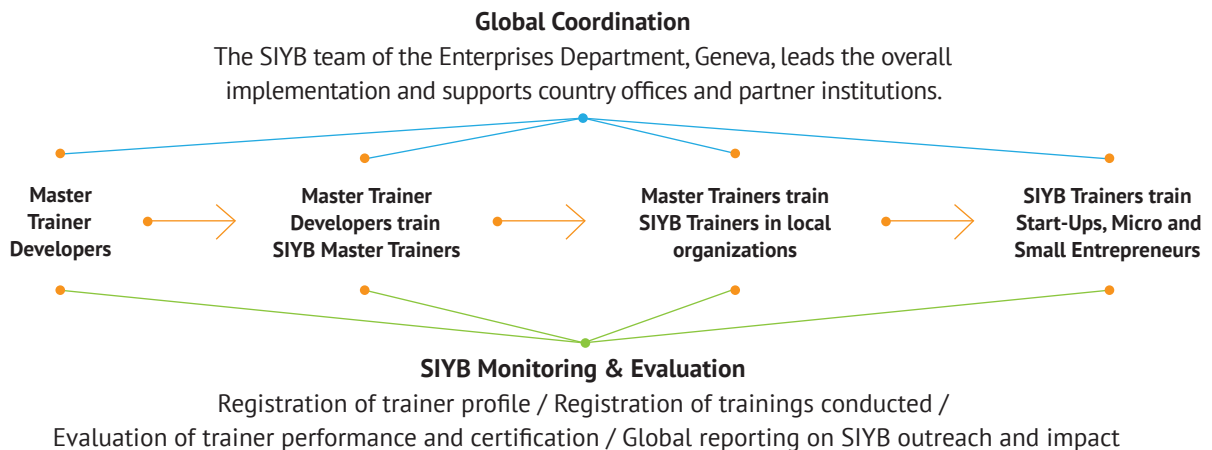 Global Coordination
The SIYB team of the Enterprises Department, Geneva, leads the overall
implementation and supports country offices and partner institutions.
Master
Trainer
Developers
Master Trainer
Developers train
SIYB Master Trainers
Master Trainers train
SIYB Trainers in local
organizations
SIYB Trainers train
Start-Ups, Micro and
Small Entrepreneurs
SIYB Monitoring & Evaluation
Registration of trainer profile / Registration of trainings conducted /
Evaluation of trainer performance and certification / Global reporting on SIYB outreach and impact